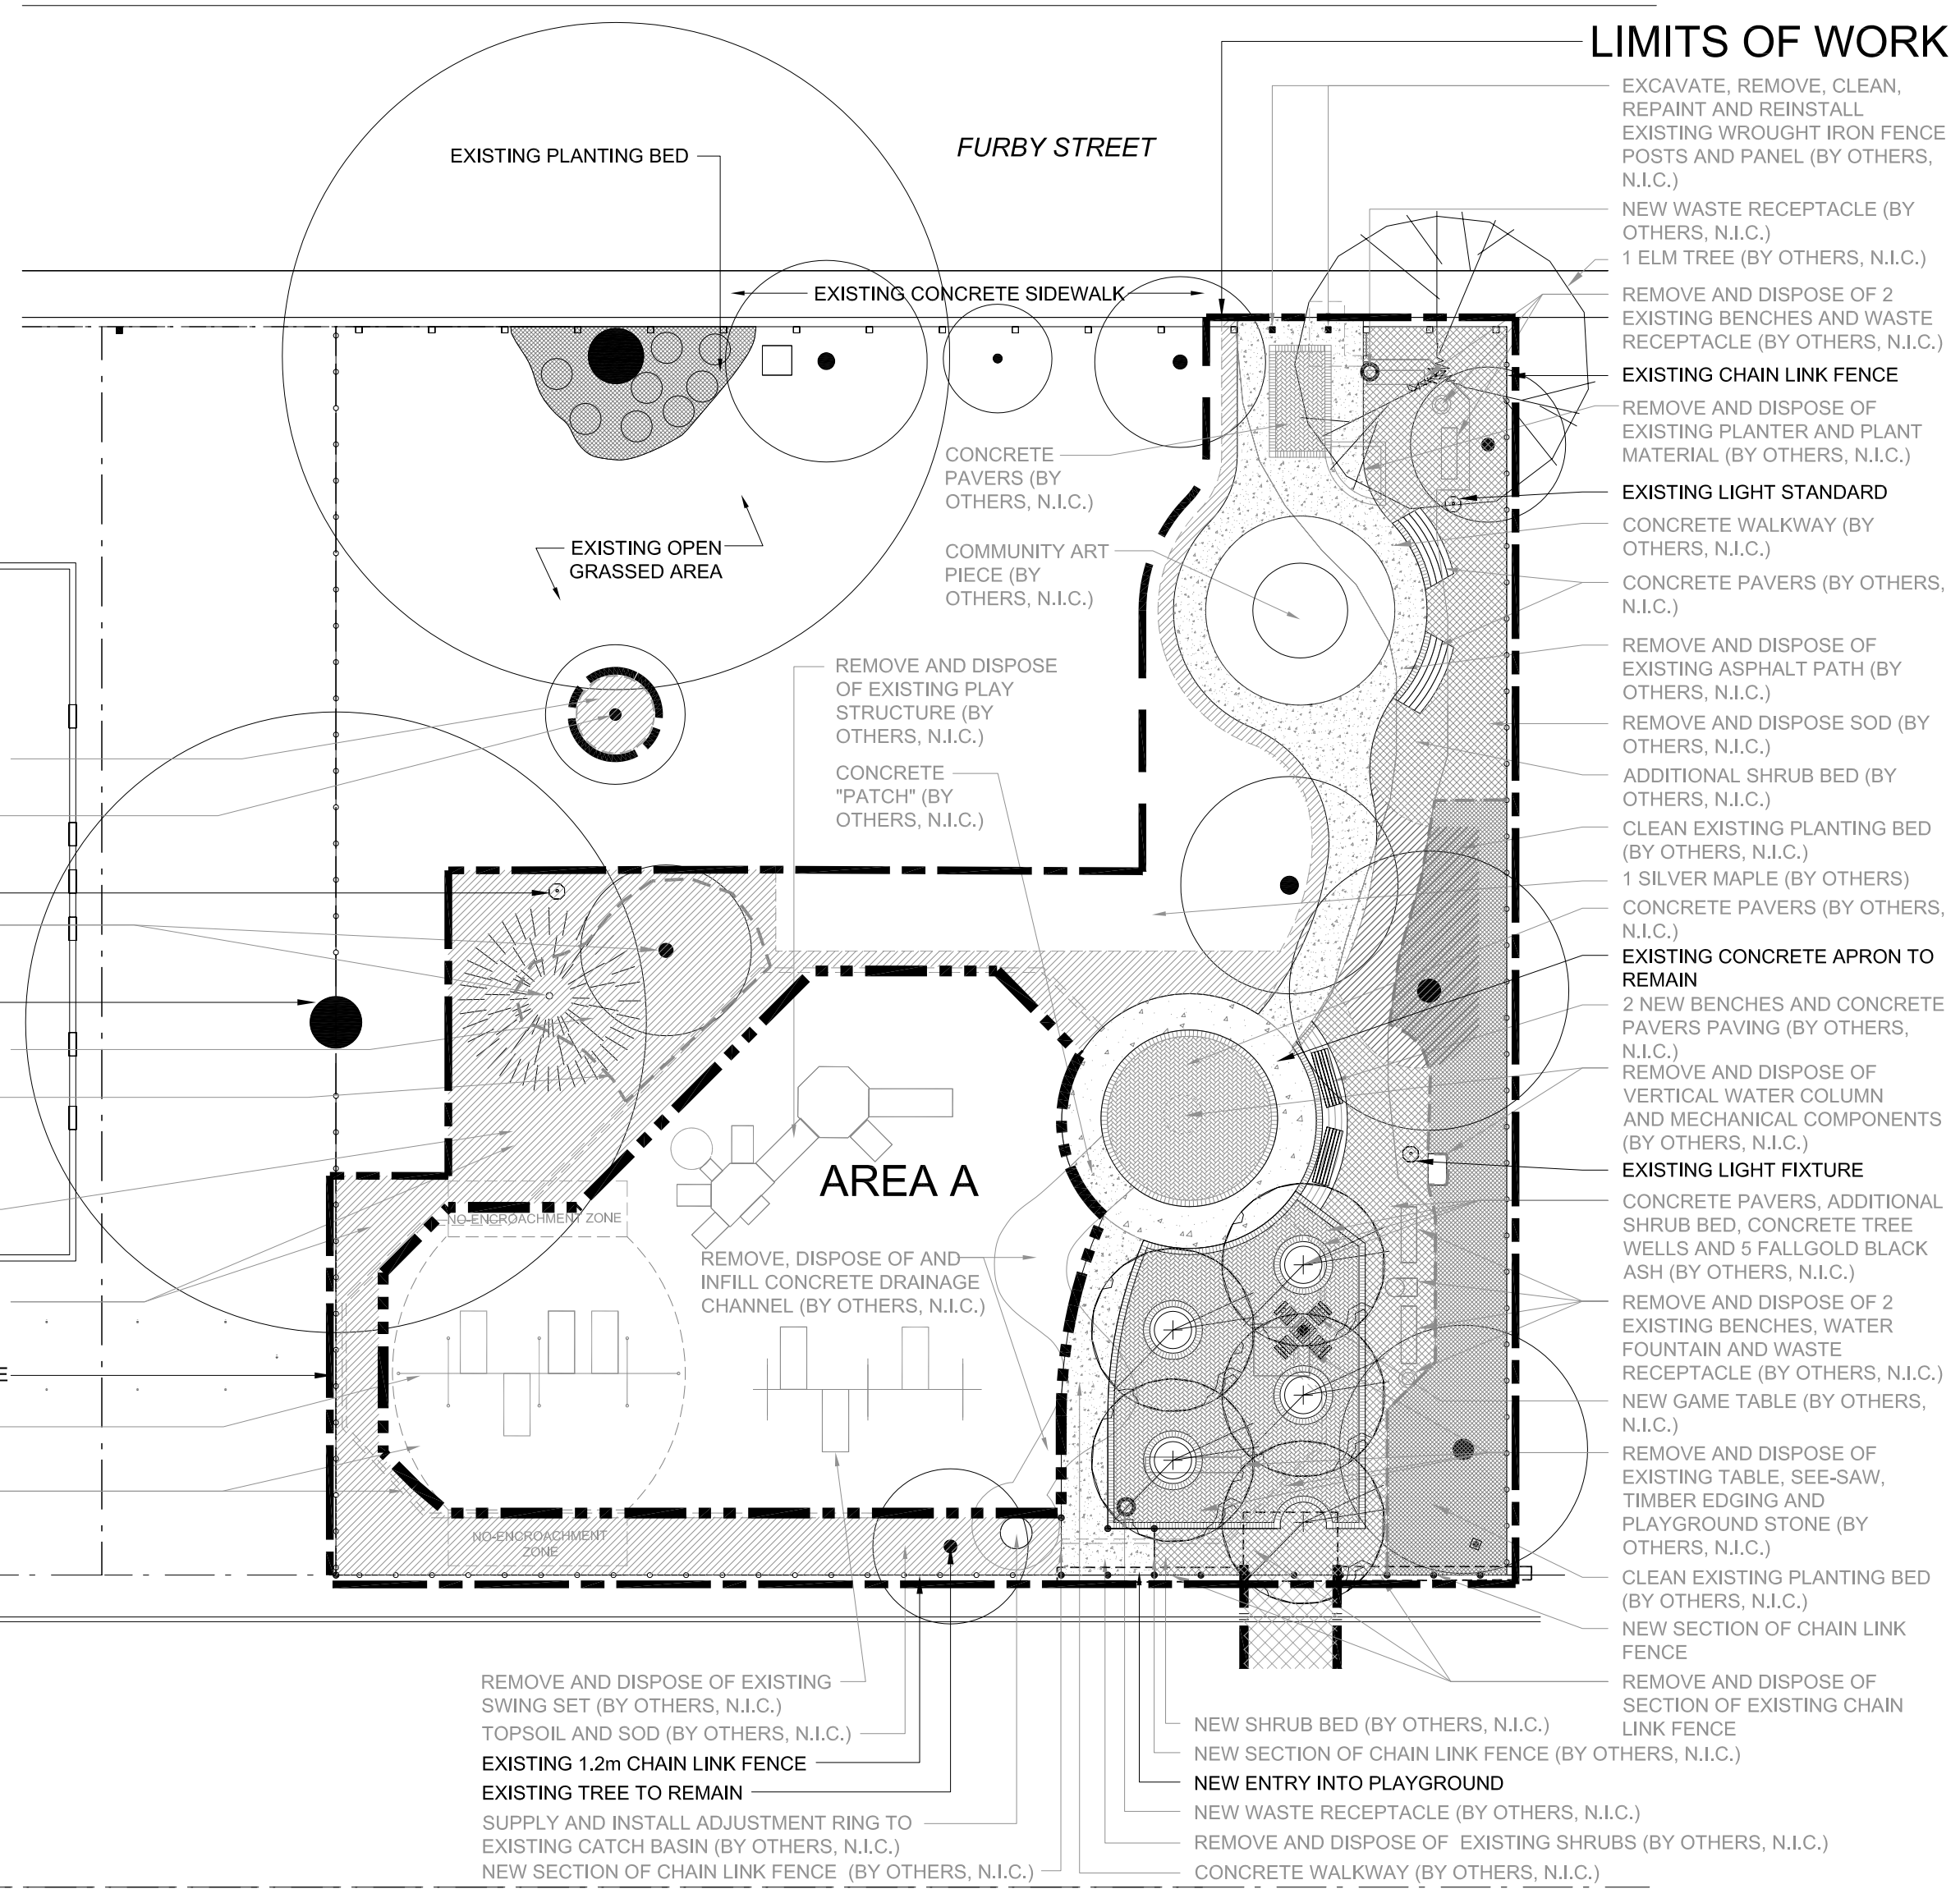 LIMITS OF WORK
EXCAVATE, REMOVE, CLEAN,
REPAINT AND REINSTALL
EXISTING WROUGHT IRON FENCE
POSTS AND PANEL (BY OTHERS,
N.I.C.)
NEW WASTE RECEPTACLE (BY
OTHERS, N.I.C.)
1 ELM TREE (BY OTHERS, N.I.C.)
REMOVE AND DISPOSE OF 2
EXISTING BENCHES AND WASTE
RECEPTACLE (BY OTHERS, N.I.C.)
EXISTING CHAIN LINK FENCE
REMOVE AND DISPOSE OF
EXISTING PLANTER AND PLANT
MATERIAL (BY OTHERS, N.I.C.)
EXISTING LIGHT STANDARD
CONCRETE WALKWAY (BY
OTHERS, N.I.C.)
CONCRETE PAVERS (BY OTHERS,
N.I.C.)
REMOVE AND DISPOSE OF
EXISTING ASPHALT PATH (BY
OTHERS, N.I.C.)
REMOVE AND DISPOSE SOD (BY
OTHERS, N.I.C.)
ADDITIONAL SHRUB BED (BY
OTHERS, N.I.C.)
CLEAN EXISTING PLANTING BED
(BY OTHERS, N.I.C.)
1 SILVER MAPLE (BY OTHERS)
CONCRETE PAVERS (BY OTHERS,
N.I.C.)
EXISTING CONCRETE APRON TO
REMAIN
2 NEW BENCHES AND CONCRETE
PAVERS PAVING (BY OTHERS,
N.I.C.)
REMOVE AND DISPOSE OF
VERTICAL WATER COLUMN
AND MECHANICAL COMPONENTS
(BY OTHERS, N.I.C.)
EXISTING LIGHT FIXTURE
CONCRETE PAVERS, ADDITIONAL
SHRUB BED, CONCRETE TREE
WELLS AND 5 FALLGOLD BLACK
ASH (BY OTHERS, N.I.C.)
REMOVE AND DISPOSE OF 2
EXISTING BENCHES, WATER
FOUNTAIN AND WASTE
RECEPTACLE (BY OTHERS, N.I.C.)
NEW GAME TABLE (BY OTHERS,
N.I.C.)
REMOVE AND DISPOSE OF
EXISTING TABLE, SEE-SAW,
TIMBER EDGING AND
PLAYGROUND STONE (BY
OTHERS, N.I.C.)
CLEAN EXISTING PLANTING BED
(BY OTHERS, N.I.C.)
NEW SECTION OF CHAIN LINK
FENCE
REMOVE AND DISPOSE OF
SECTION OF EXISTING CHAIN
LINK FENCE
FURBY STREET
EXISTING PLANTING BED
EXISTING CONCRETE SIDEWALK
CONCRETE
PAVERS (BY
OTHERS, N.I.C.)
EXISTING OPEN
GRASSED AREA
COMMUNITY ART
PIECE (BY
OTHERS, N.I.C.)
REMOVE AND DISPOSE
OF EXISTING PLAY
STRUCTURE (BY
OTHERS, N.I.C.)
CONCRETE
"PATCH" (BY
OTHERS, N.I.C.)
AREA A
NO-ENCROACHMENT ZONE
REMOVE, DISPOSE OF AND
INFILL CONCRETE DRAINAGE
CHANNEL (BY OTHERS, N.I.C.)
E
NO-ENCROACHMENT
ZONE
REMOVE AND DISPOSE OF EXISTING
SWING SET (BY OTHERS, N.I.C.)
TOPSOIL AND SOD (BY OTHERS, N.I.C.)
EXISTING 1.2m CHAIN LINK FENCE
EXISTING TREE TO REMAIN
SUPPLY AND INSTALL ADJUSTMENT RING TO
EXISTING CATCH BASIN (BY OTHERS, N.I.C.)
NEW SECTION OF CHAIN LINK FENCE (BY OTHERS, N.I.C.)
NEW SHRUB BED (BY OTHERS, N.I.C.)
NEW SECTION OF CHAIN LINK FENCE (BY OTHERS, N.I.C.)
NEW ENTRY INTO PLAYGROUND
NEW WASTE RECEPTACLE (BY OTHERS, N.I.C.)
REMOVE AND DISPOSE OF EXISTING SHRUBS (BY OTHERS, N.I.C.)
CONCRETE WALKWAY (BY OTHERS, N.I.C.)